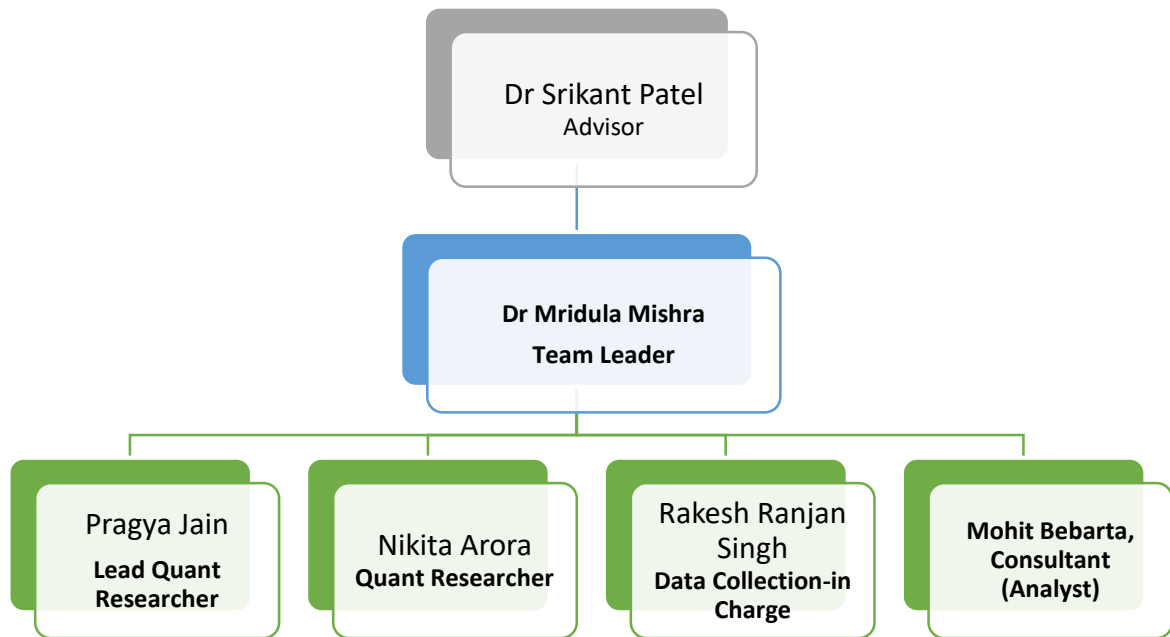 Dr Srikant Patel
Advisor
Dr Mridula Mishra
Team Leader
Pragya Jain
Lead Quant
Researcher
Nikita Arora
Quant Researcher
Rakesh Ranjan
Singh
Data Collection-in
Charge
Mohit Bebarta,
Consultant
(Analyst)